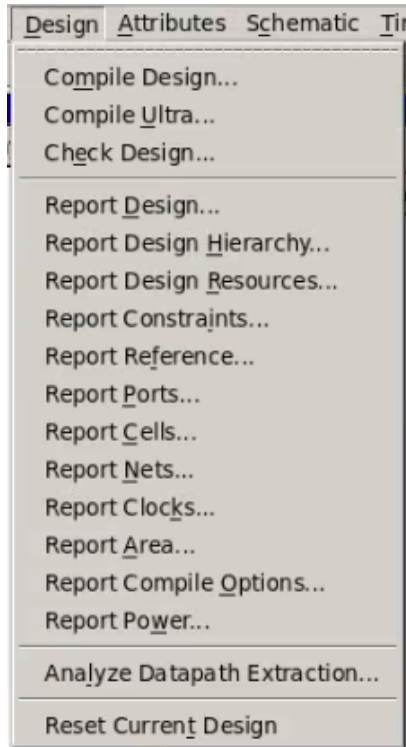 Design Attributes Schematic
Compile Design...
Compile Ultra...
Check Design...
Report Design...
Report Design Hierarchy...
Report Design Resources...
Report Constraints...
Report Reference...
Report Ports...
Report Cells...
Report Nets...
Report Clocks...
Report Area...
Report Compile Options...
Report Power...
Analyze Datapath Extraction...
Reset Current Design